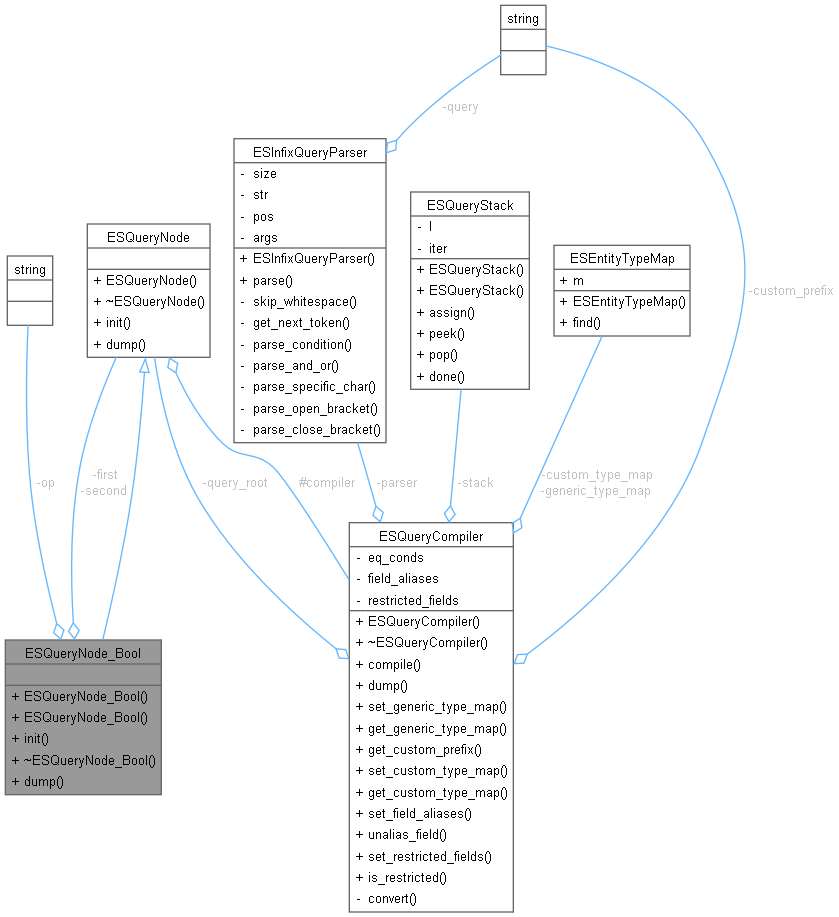 string
-query
-custom_prefix
ESInfixQueryParser
- size
- str
- pos
- args
+ ESInfixQueryParser()
+ parse()
- skip_whitespace()
- get_next_token()
- parse_condition()
- parse_and_or()
- parse_specific_char()
- parse_open_bracket()
- parse_close_bracket()
ESQueryStack
- l
- iter
+ ESQueryStack()
+ ESQueryStack()
+ assign()
+ peek()
+ pop()
+ done()
ESEntityTypeMap
+ m
+ ESEntityTypeMap()
+ find()
ESQueryNode
+ ESQueryNode()
+ ~ESQueryNode()
+ init()
+ dump()
string
-op
-first
-second
-query_root
#compiler
-parser
-stack
-custom_type_map
-generic_type_map
ESQueryCompiler
- eq_conds
- field_aliases
- restricted_fields
+ ESQueryCompiler()
+ ~ESQueryCompiler()
+ compile()
+ dump()
+ set_generic_type_map()
+ get_generic_type_map()
+ get_custom_prefix()
+ set_custom_type_map()
+ get_custom_type_map()
+ set_field_aliases()
+ unalias_field()
+ set_restricted_fields()
+ is_restricted()
- convert()
ESQueryNode_Bool
+ ESQueryNode_Bool()
+ ESQueryNode_Bool()
+ init()
+ ~ESQueryNode_Bool()
+ dump()